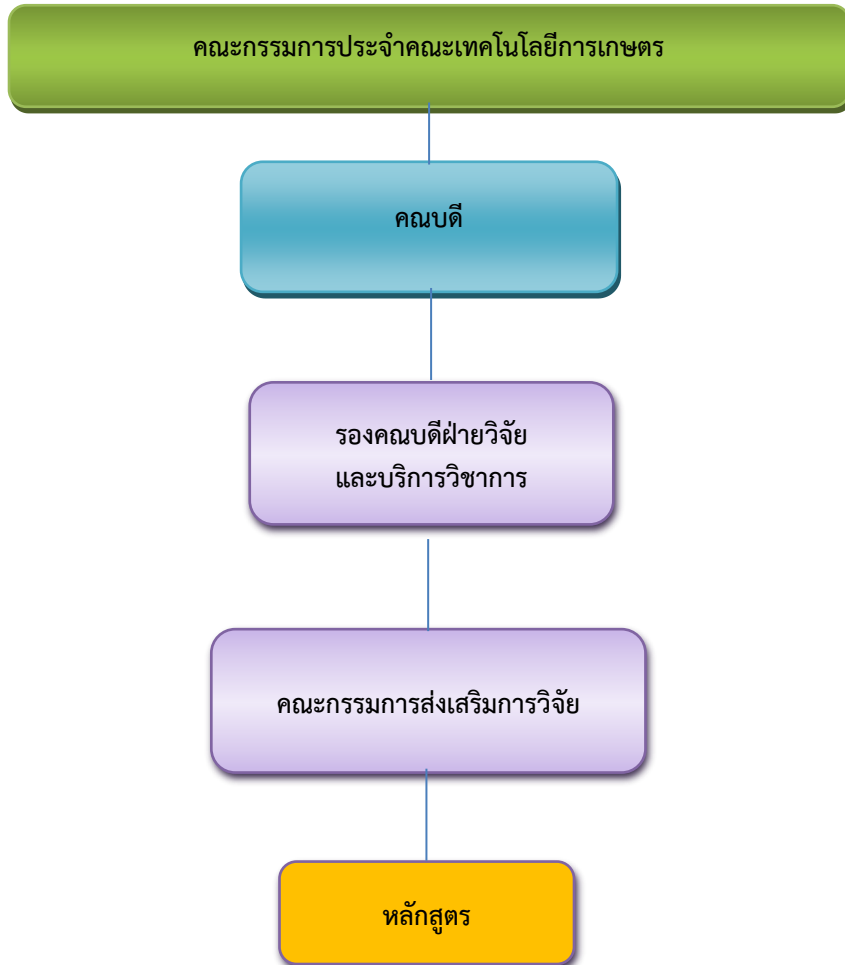 คณะกรรมการประจำคณะเทคโนโลยีการเกษตร
คณบดี
รองคณบดีฝ่ายวิจัย
และบริการวิชาการ
คณะกรรมการส่งเสริมการวิจัย
หลักสูตร